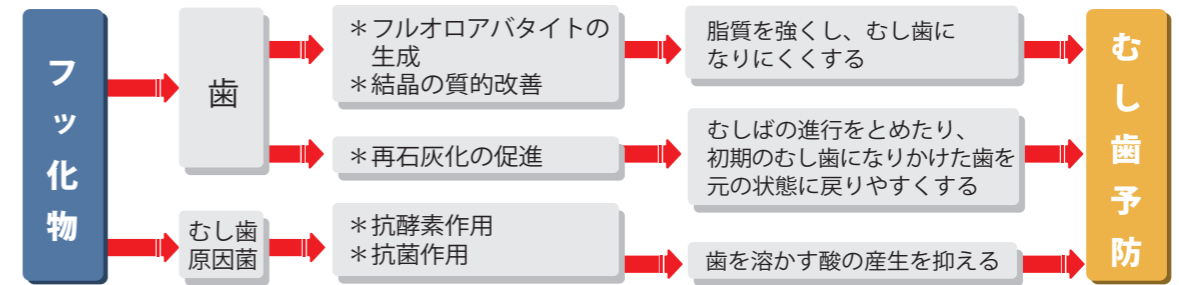 フッ化物
歯
＊フルオロアバタイトの
生成
＊結晶の質的改善
脂質を強くし、むし歯に
なりにくくする
＊再石灰化の促進
むしばの進行をとめたり、
初期のむし歯になりかけた歯を
元の状態に戻りやすくする
むし歯
原因菌
＊抗酵素作用
＊抗菌作用
歯を溶かす酸の産生を抑える
むし歯予防